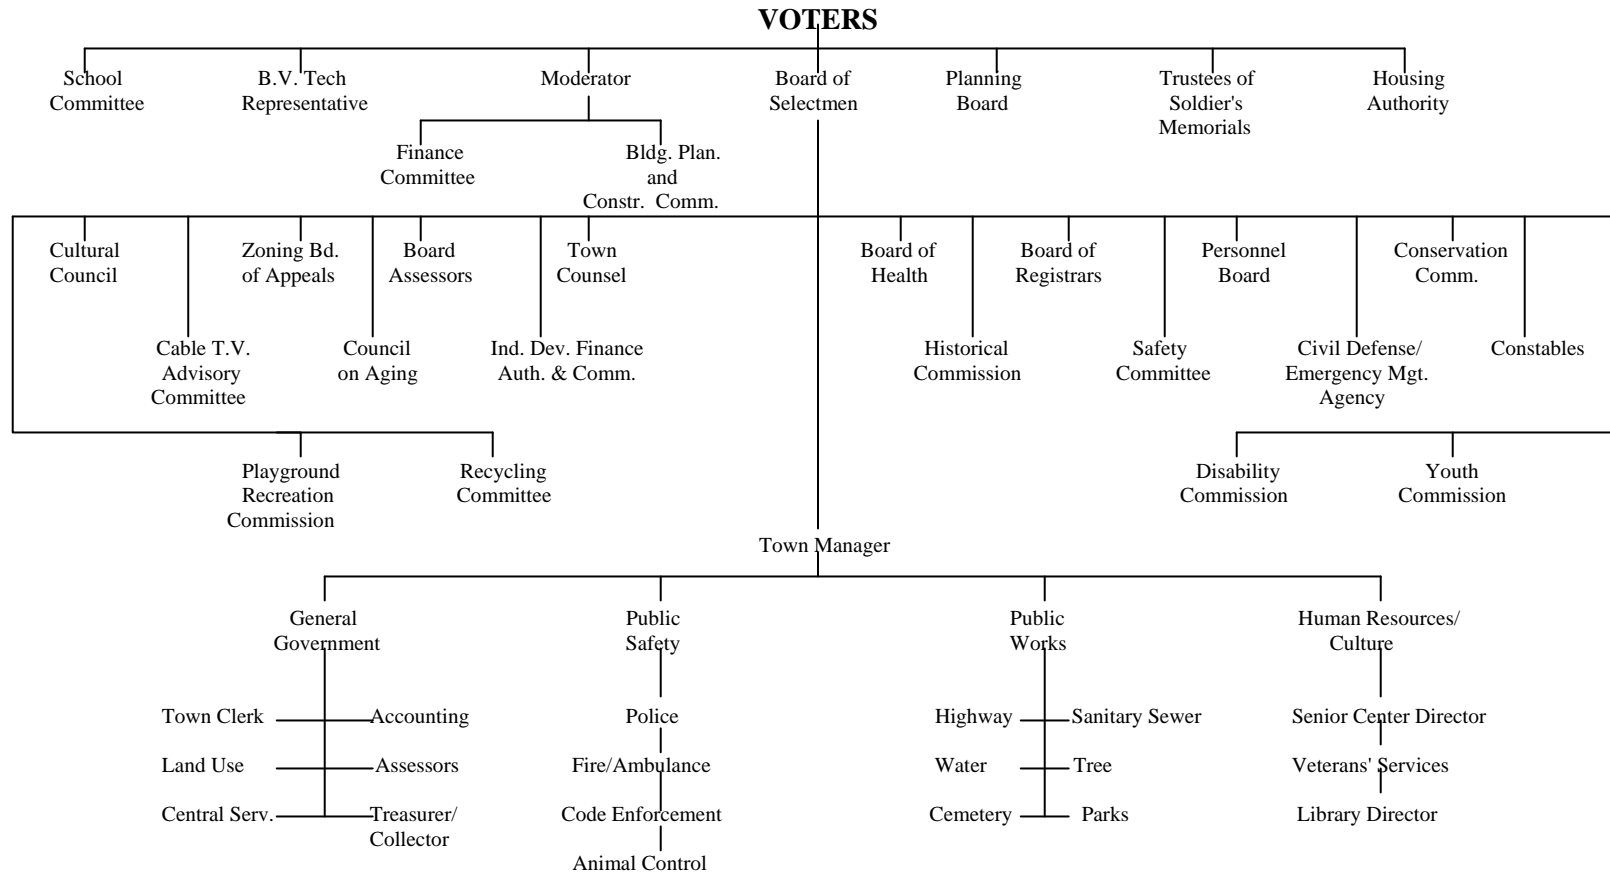 VOTERS
School
Committee
B.V. Tech
Representative
Moderator
Board of
Selectmen
Planning
Board
Trustees of
Soldier's
Memorials
Housing
Authority
Finance
Committee
Bldg. Plan.
and
Constr. Comm.
Cultural
Council
Zoning Bd.
of Appeals
Board
Assessors
Town
Counsel
Board of
Health
Board of
Registrars
Personnel
Board
Conservation
Comm.
Cable T.V.
Advisory
Committee
Council
on Aging
Ind. Dev. Finance
Auth. & Comm.
Historical
Commission
Safety
Committee
Civil Defense/
Emergency Mgt.
Agency
Constables
Playground
Recreation
Commission
Recycling
Committee
Disability
Commission
Youth
Commission
Town Manager
General
Government
Public
Safety
Public
Works
Human Resources/
Culture
Town Clerk
Accounting
Land Use
Assessors
Central Serv.
Treasurer/
Collector
Police
Fire/Ambulance
Code Enforcement
Animal Control
Highway
Sanitary Sewer
Water
Tree
Cemetery
Parks
Senior Center Director
Veterans' Services
Library Director